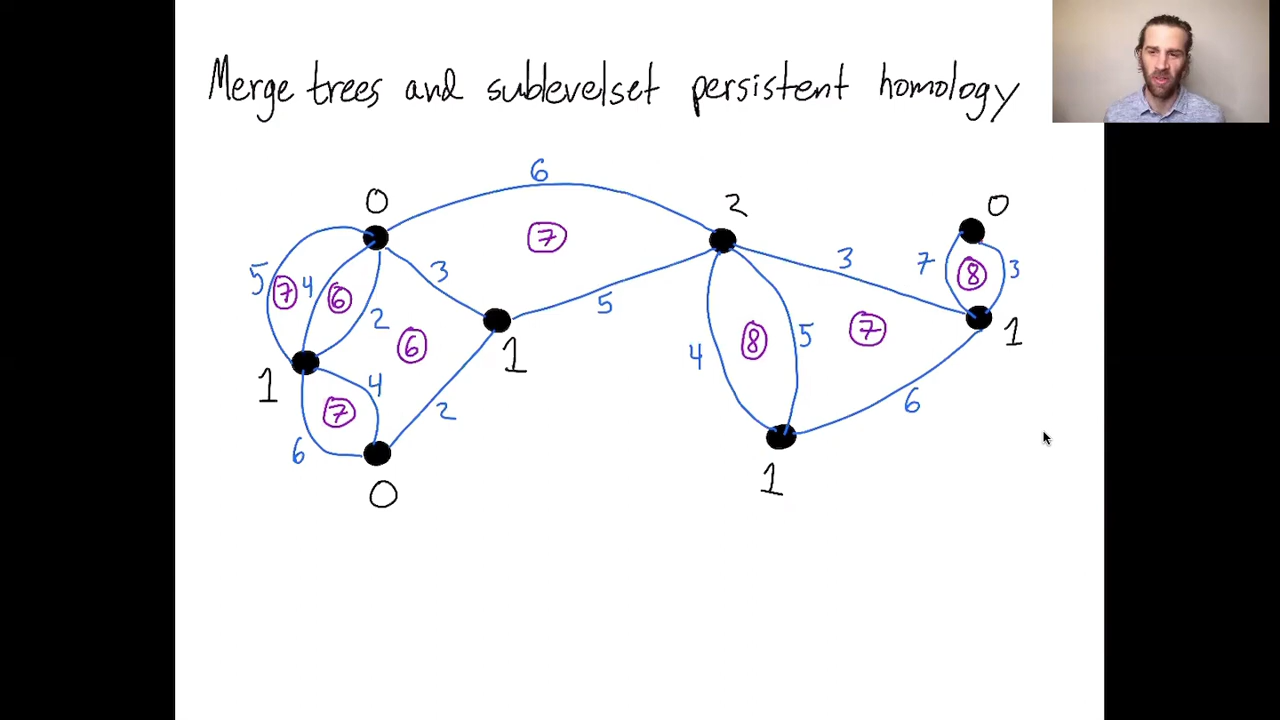 Merge trees and sublevelset persistent homology
6
0 2 0
7
5 7 4 6 3 3 7 8 3
2 5
6 1 4 8 5 7 1
1 4
7 2 6
6
0 1